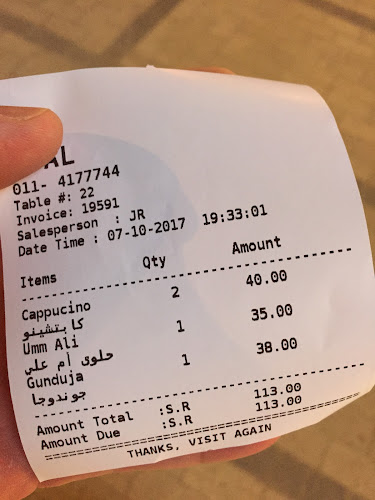 AL
011- 4177744
Table #: 22
Invoice: 19591
Salesperson : JR
Date Time : 07-10-2017 19:33:01
Items Qty Amount
Cappucino 2 40.00
كابتشينو
Umm Ali 1 35.00
حلوى أم علي
Gunduja 1 38.00
جوندوجا
Amount Total :S.R 113.00
Amount Due :S.R 113.00
THANKS, VISIT AGAIN